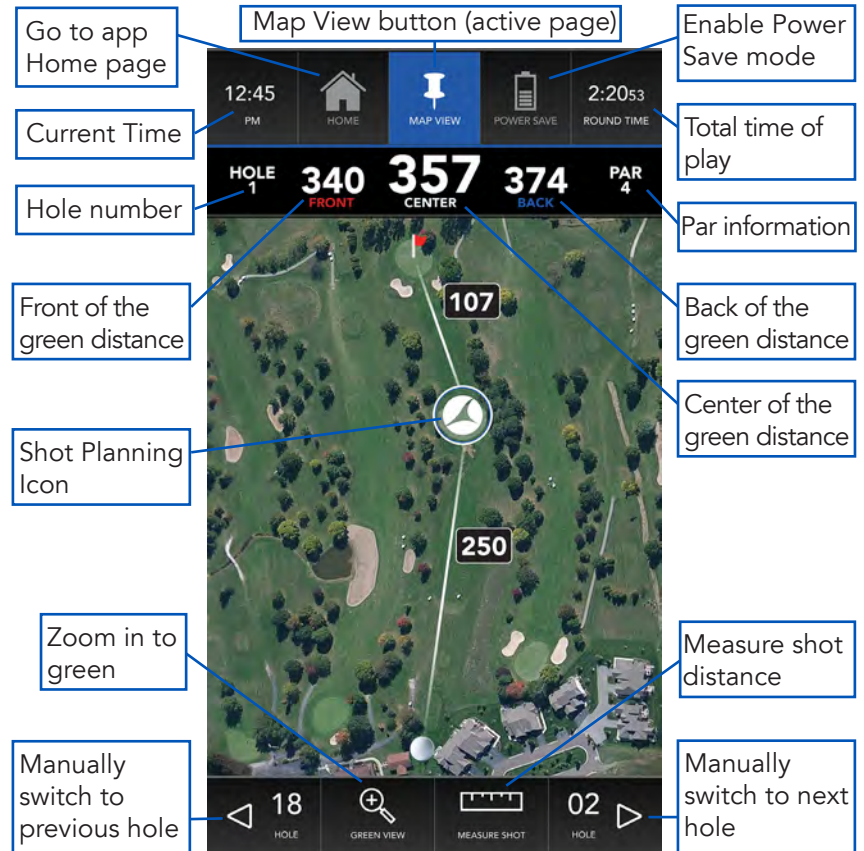 Go to app
Home page
Map View button (active page)
Enable Power
Save mode
Current Time
Total time of
play
Hole number
Par information
Front of the
green distance
Back of the
green distance
Center of the
green distance
Shot Planning
Icon
Zoom in to
green
Measure shot
distance
Manually
switch to
previous hole
Manually
switch to next
hole
12:45
PM
HOME
MAP VIEW
POWER SAVE
2:2053
ROUND TIME
HOLE
1
340
FRONT
357
CENTER
374
BACK
PAR
4
107
250
18
HOLE
GREEN VIEW
MEASURE SHOT
02
HOLE